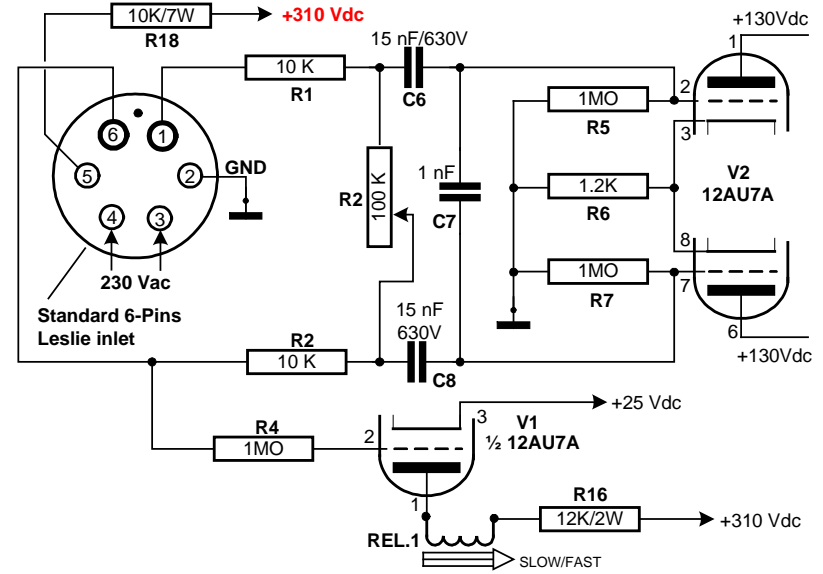 10K/7W
+310 Vdc
R18
15 nF/630V
+130Vdc
1
10 K
R1
C6
2
1MO
R5
3
6
1
5
2
GND
4
3
R2
100 K
1 nF
C7
1.2K
R6
V2
12AU7A
8
230 Vac
Standard 6-Pins
Leslie inlet
1MO
R7
7
15 nF
630V
R2
10 K
C8
6
+130Vdc
+25 Vdc
3
V1
½ 12AU7A
R4
1MO
2
1
R16
12K/2W
+310 Vdc
REL.1
SLOW/FAST